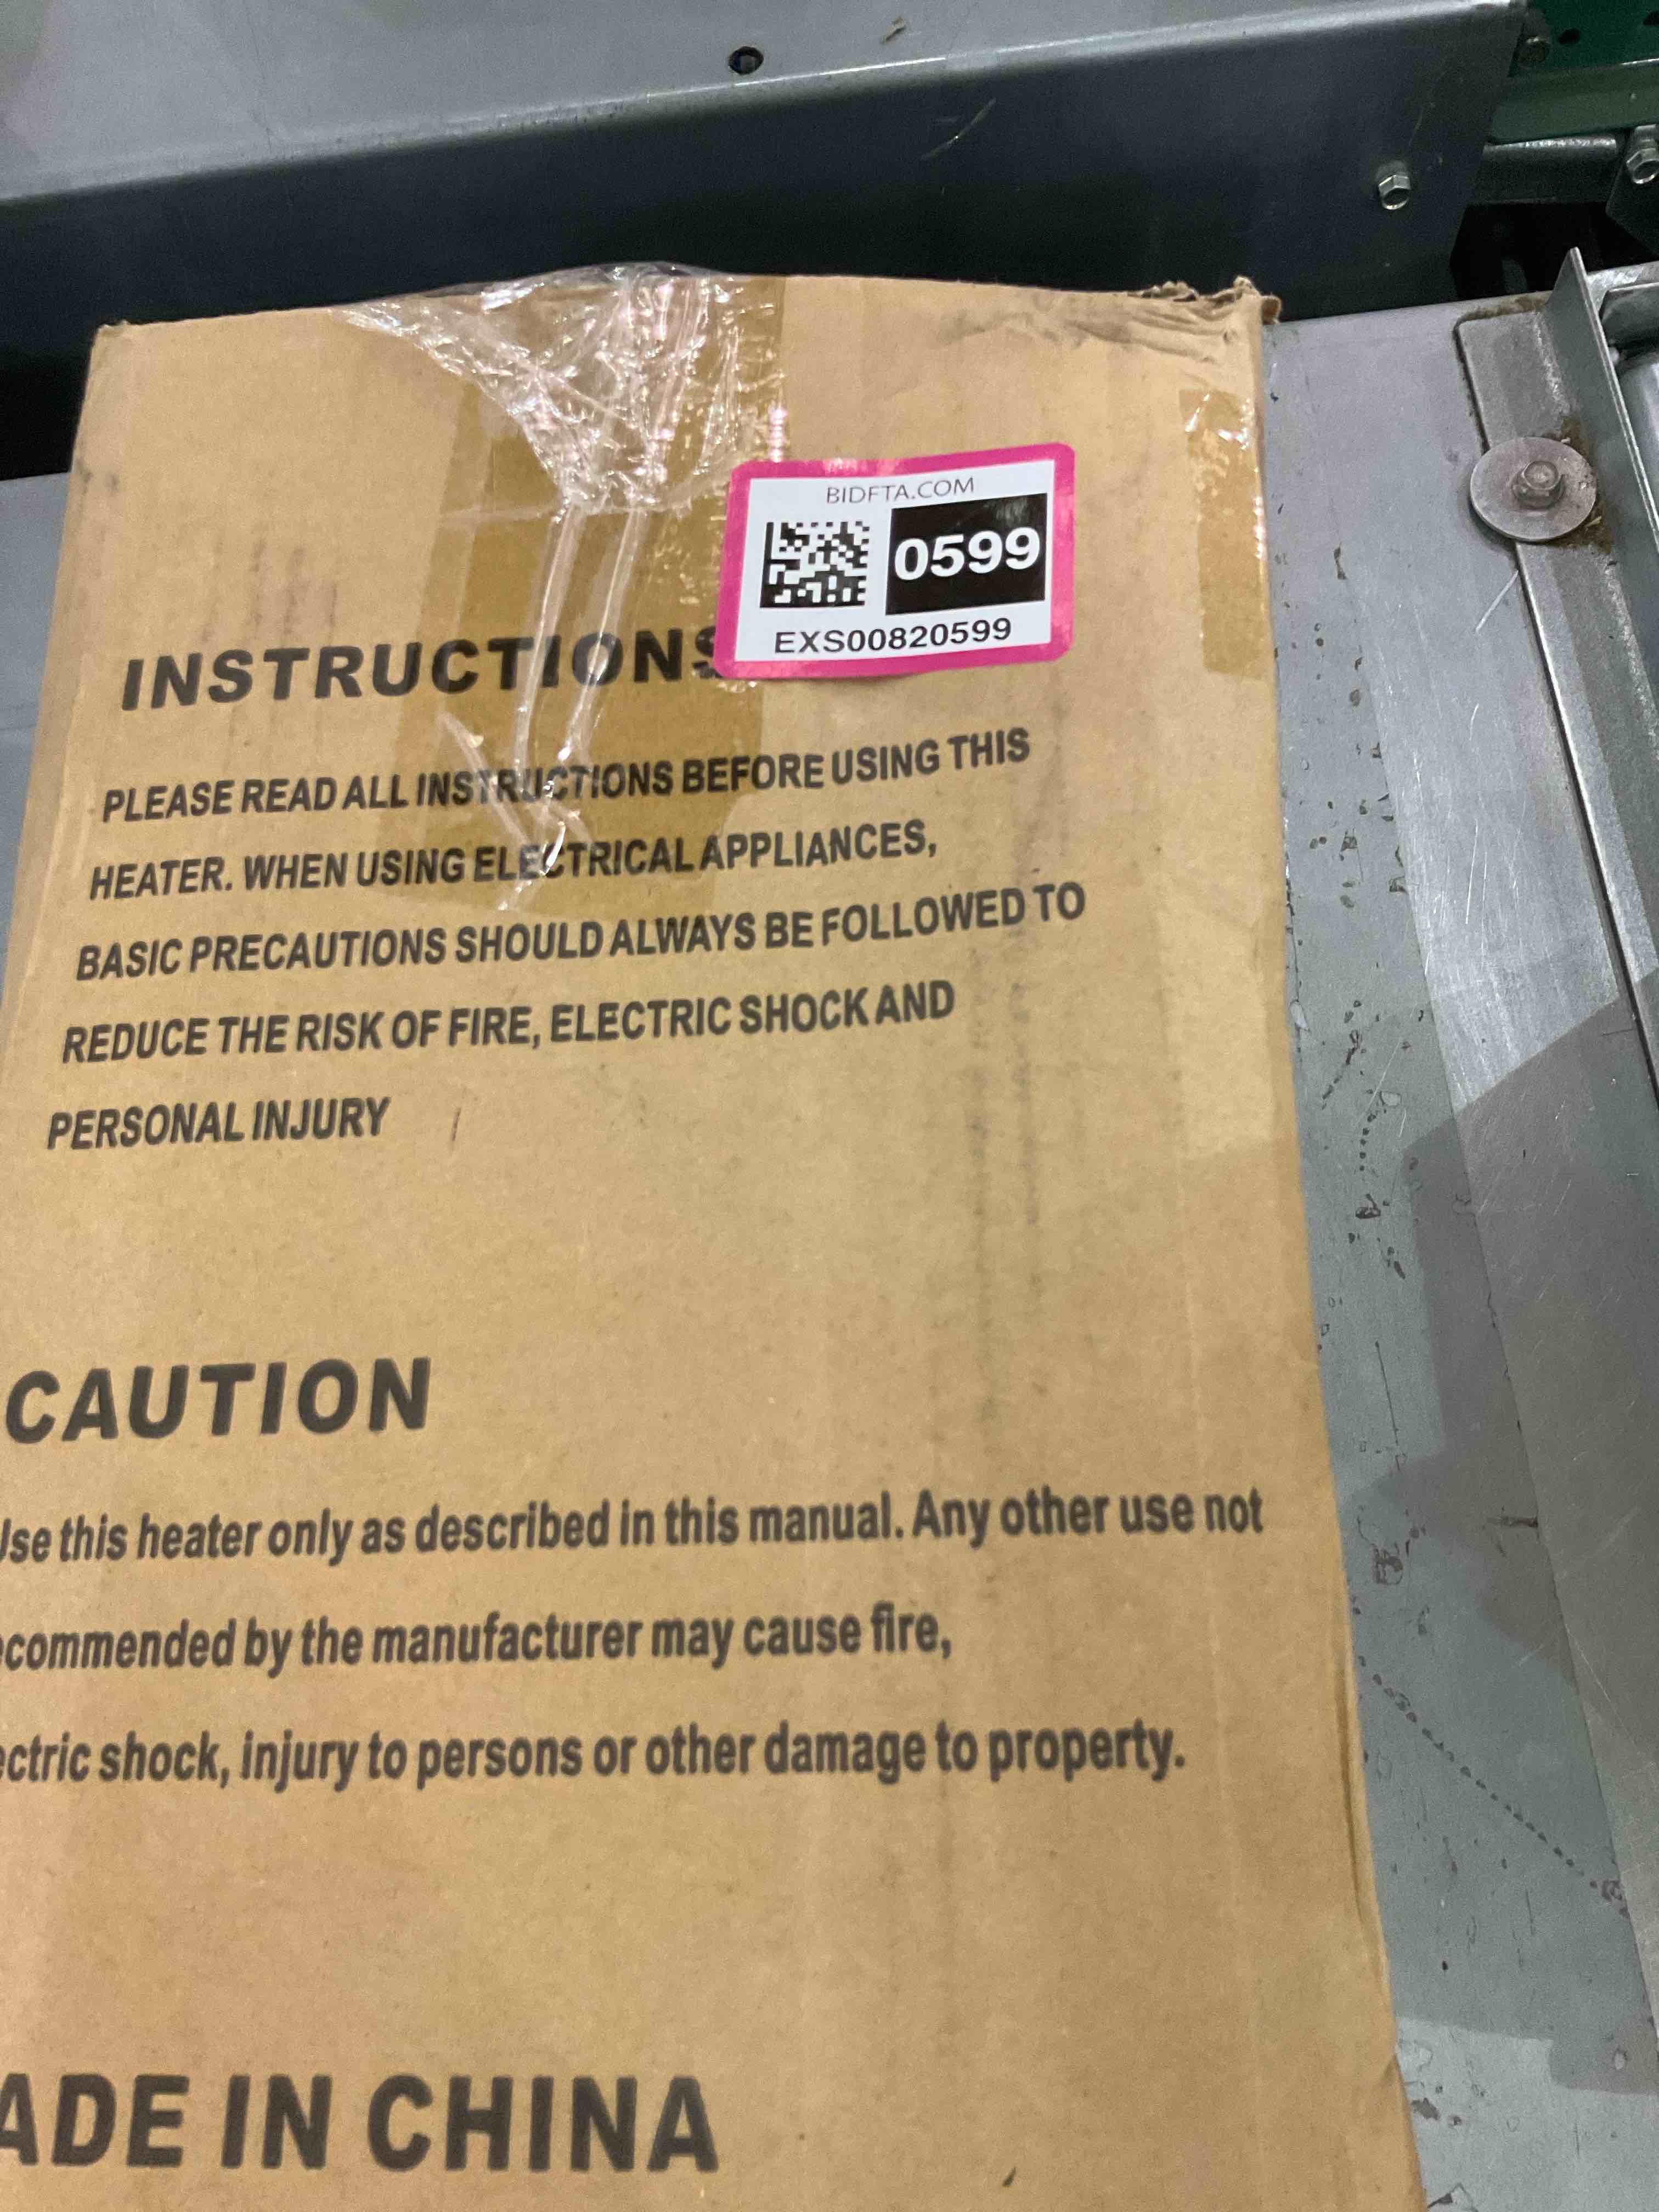 BIDFTA.COM
0599
EXS00820599
INSTRUCTIONS
PLEASE READ ALL INSTRUCTIONS BEFORE USING THIS
HEATER. WHEN USING ELECTRICAL APPLIANCES,
BASIC PRECAUTIONS SHOULD ALWAYS BE FOLLOWED TO
REDUCE THE RISK OF FIRE, ELECTRIC SHOCK AND
PERSONAL INJURY
CAUTION
Use this heater only as described in this manual. Any other use not
ecommended by the manufacturer may cause fire,
ectric shock, injury to persons or other damage to property.
ADE IN CHINA